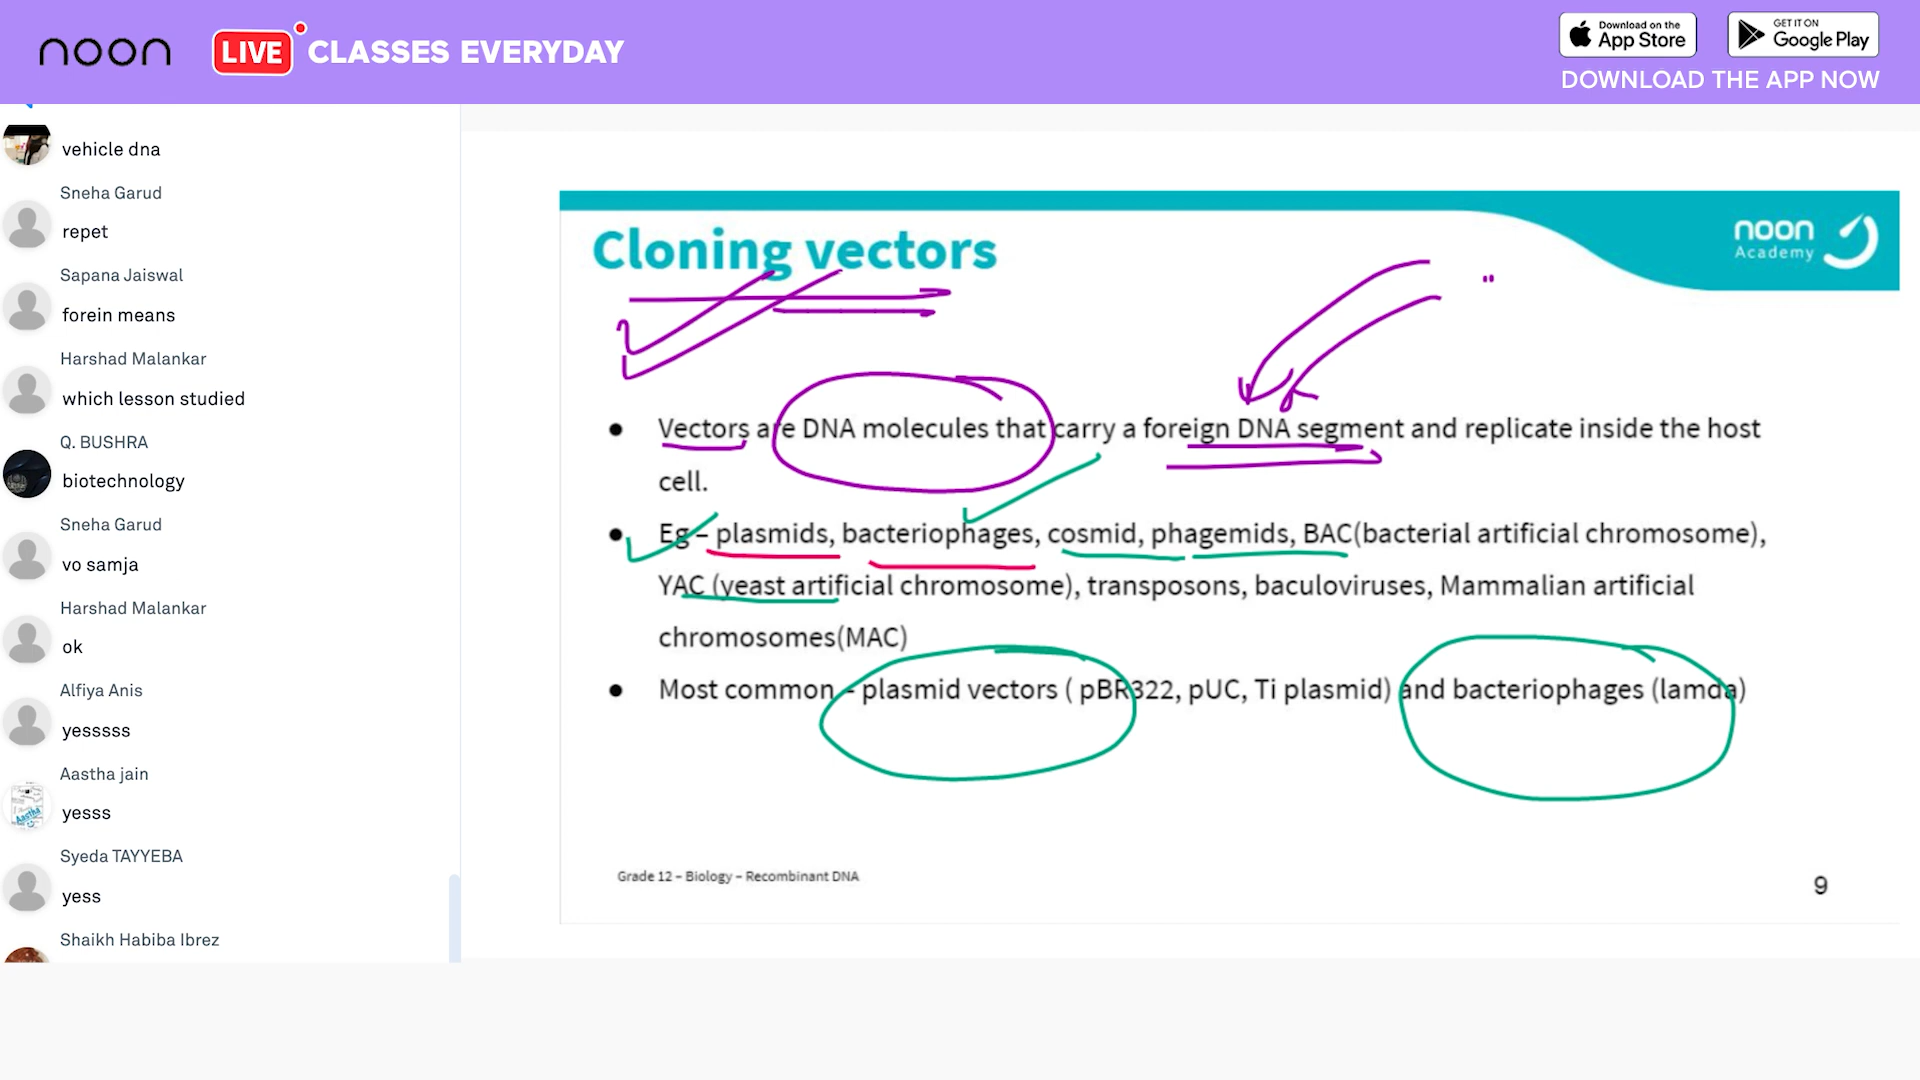 noon
LIVE CLASSES EVERYDAY
Download on the
App Store
GET IT ON
Google Play
DOWNLOAD THE APP NOW
vehicle dna
Sneha Garud
repet
Sapana Jaiswal
forein means
Harshad Malankar
which lesson studied
Q. BUSHRA
biotechnology
Sneha Garud
vo samja
Harshad Malankar
ok
Alfiya Anis
yesssss
Aastha jain
yesss
Syeda TAYYEBA
yess
Shaikh Habiba Ibrez
Cloning vectors
noon
Academy
● Vectors are DNA molecules that carry a foreign DNA segment and replicate inside the host
cell.
● Eg – plasmids, bacteriophages, cosmid, phagemids, BAC(bacterial artificial chromosome),
YAC (yeast artificial chromosome), transposons, baculoviruses, Mammalian artificial
chromosomes(MAC)
● Most common - plasmid vectors ( pBR322, pUC, Ti plasmid) and bacteriophages (lamda)
Grade 12 – Biology – Recombinant DNA
9